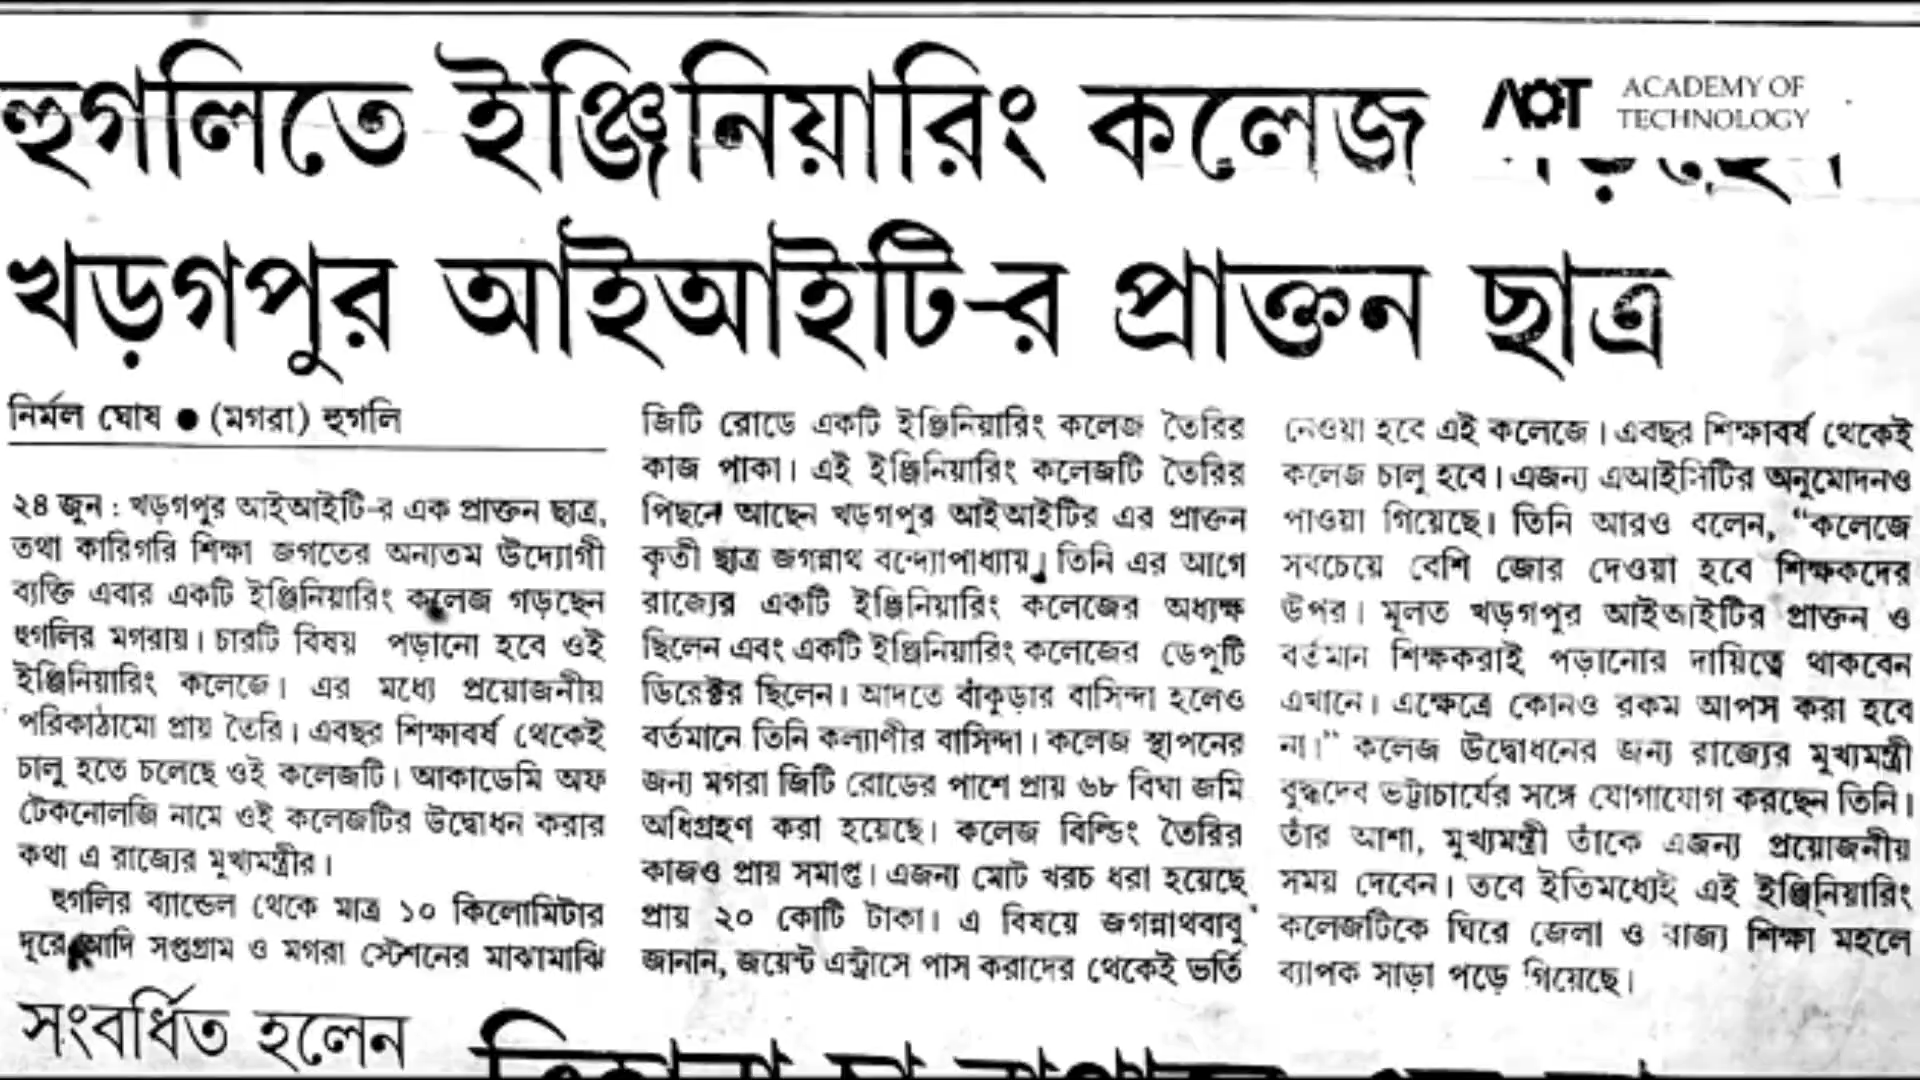 হুগলিতে ইঞ্জিনিয়ারিং কলেজ
ACADEMY OF
TECHNOLOGY
AOT
খড়গপুর আইআইটি-র প্রাক্তন ছাত্র
নির্মল ঘোষ ● (মগরা) হুগলি
২৪ জুন : খড়গপুর আইআইটি-র এক প্রাক্তন ছাত্র,
তথা কারিগরি শিক্ষা জগতের অন্যতম উদ্যোগী
ব্যক্তি এবার একটি ইঞ্জিনিয়ারিং কলেজ গড়ছেন
হুগলির মগরায়। চারটি বিষয় পড়ানো হবে ওই
ইঞ্জিনিয়ারিং কলেজে। এর মধ্যে প্রয়োজনীয়
পরিকাঠামো প্রায় তৈরি। এবছর শিক্ষাবর্ষ থেকেই
চালু হতে চলেছে ওই কলেজটি। আকাডেমি অফ
টেকনোলজি নামে ওই কলেজটির উদ্বোধন করার
কথা এ রাজ্যের মুখ্যমন্ত্রীর।
হুগলির ব্যান্ডেল থেকে মাত্র ১০ কিলোমিটার
দূরে আদি সপ্তগ্রাম ও মগরা স্টেশনের মাঝামাঝি
জিটি রোডে একটি ইঞ্জিনিয়ারিং কলেজ তৈরির
কাজ পাকা। এই ইঞ্জিনিয়ারিং কলেজটি তৈরির
পিছনে আছেন খড়গপুর আইআইটির এর প্রাক্তন
কৃতী ছাত্র জগন্নাথ বন্দ্যোপাধ্যায়। তিনি এর আগে
রাজ্যের একটি ইঞ্জিনিয়ারিং কলেজের অধ্যক্ষ
ছিলেন এবং একটি ইঞ্জিনিয়ারিং কলেজের ডেপুটি
ডিরেক্টর ছিলেন। আদতে বাঁকুড়ার বাসিন্দা হলেও
বর্তমানে তিনি কল্যাণীর বাসিন্দা। কলেজ স্থাপনের
জন্য মগরা জিটি রোডের পাশে প্রায় ৬৮ বিঘা জমি
অধিগ্রহণ করা হয়েছে। কলেজ বিল্ডিং তৈরির
কাজও প্রায় সমাপ্ত। এজন্য মোট খরচ ধরা হয়েছে
প্রায় ২০ কোটি টাকা। এ বিষয়ে জগন্নাথবাবু
জানান, জয়েন্ট এন্ট্রাসে পাস করাদের থেকেই ভর্তি
নেওয়া হবে এই কলেজে। এবছর শিক্ষাবর্ষ থেকেই
কলেজ চালু হবে। এজন্য এআইসিটির অনুমোদনও
পাওয়া গিয়েছে। তিনি আরও বলেন, “কলেজে
সবচেয়ে বেশি জোর দেওয়া হবে শিক্ষকদের
উপর। মূলত খড়গপুর আইআইটির প্রাক্তন ও
বর্তমান শিক্ষকরাই পড়ানোর দায়িত্বে থাকবেন
এখানে। এক্ষেত্রে কোনও রকম আপস করা হবে
না।” কলেজ উদ্বোধনের জন্য রাজ্যের মুখ্যমন্ত্রী
বুদ্ধদেব ভট্টাচার্যের সঙ্গে যোগাযোগ করছেন তিনি।
তাঁর আশা, মুখ্যমন্ত্রী তাঁকে এজন্য প্রয়োজনীয়
সময় দেবেন। তবে ইতিমধ্যেই এই ইঞ্জিনিয়ারিং
কলেজটিকে ঘিরে জেলা ও রাজ্য শিক্ষা মহলে
ব্যাপক সাড়া পড়ে গিয়েছে।
সংবর্ধিত হলেন